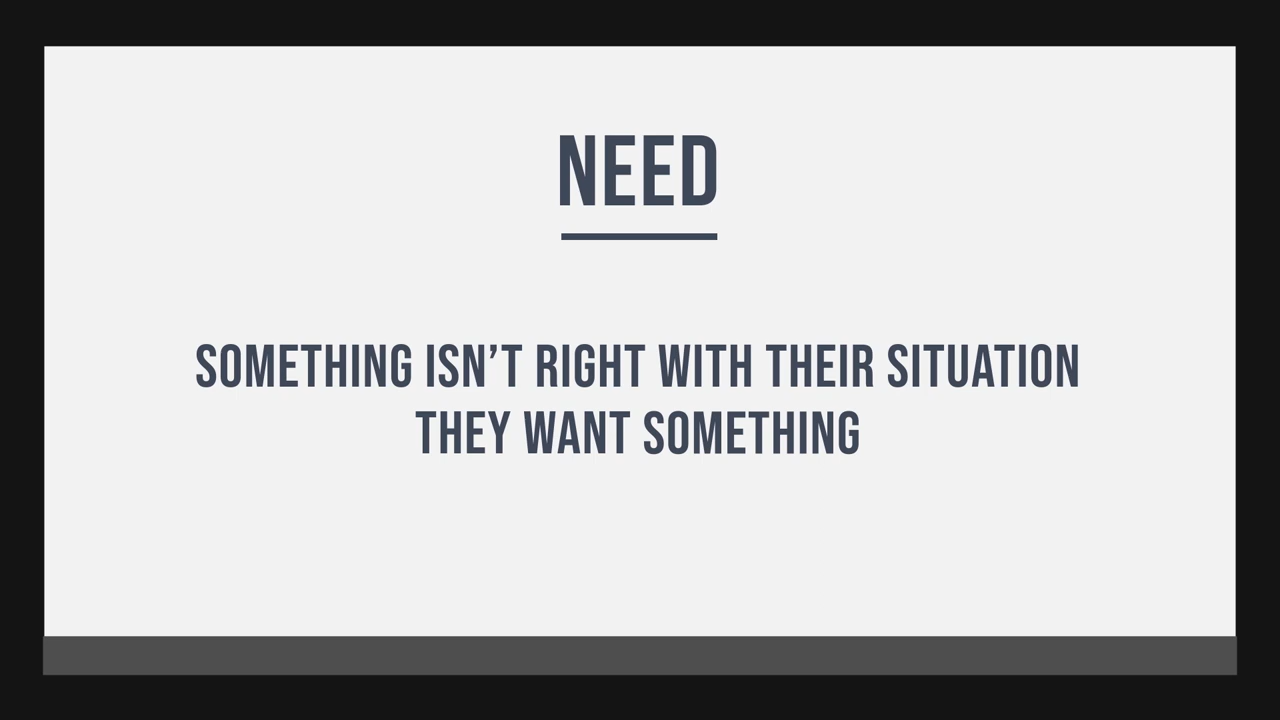 NEED
SOMETHING ISN’T RIGHT WITH THEIR SITUATION
THEY WANT SOMETHING